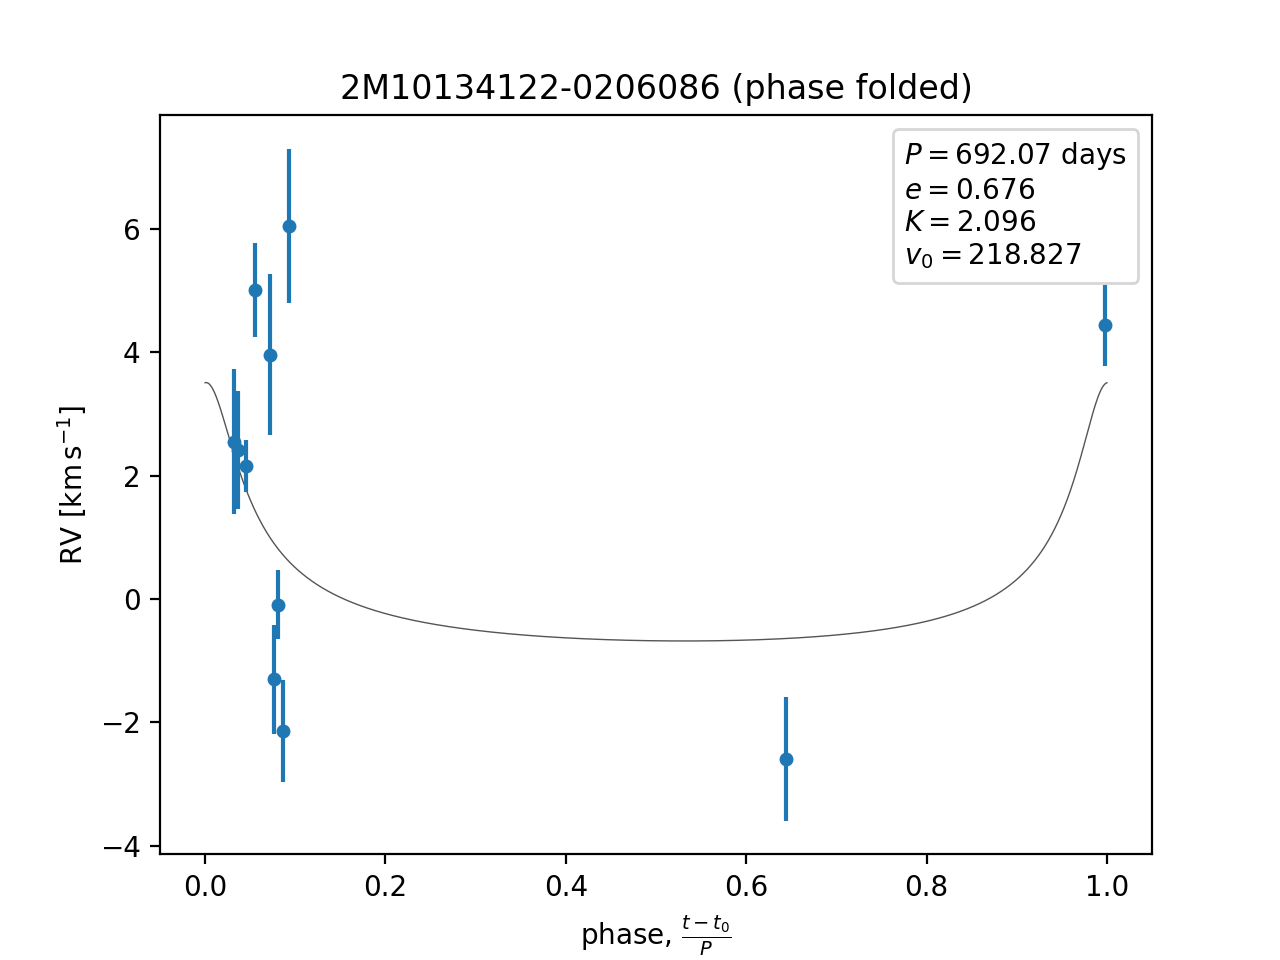 2M10134122-0206086 (phase folded)
P = 692.07 days
e = 0.676
K = 2.096
v₀ = 218.827
RV [km s⁻¹]
6
4
2
0
−2
−4
0.0 0.2 0.4 0.6 0.8 1.0
phase, (t − t₀)/P